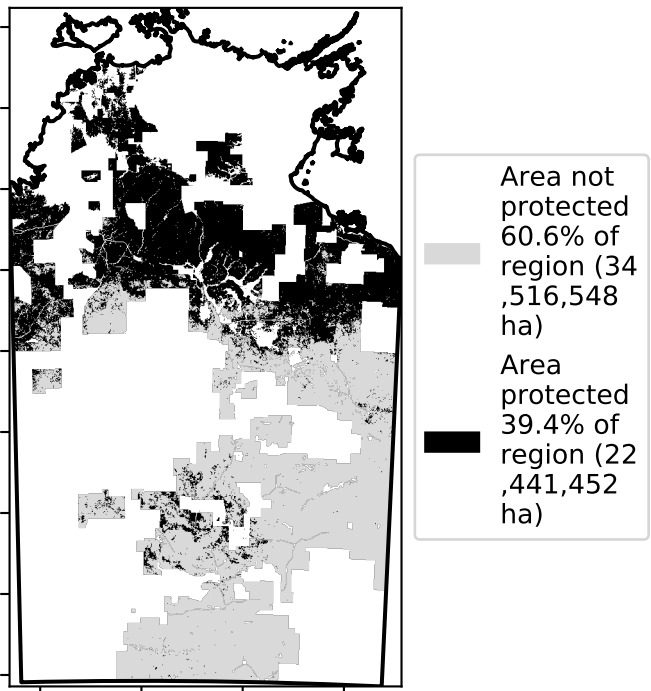 Area not
protected
60.6% of
region (34
,516,548
ha)
Area
protected
39.4% of
region (22
,441,452
ha)